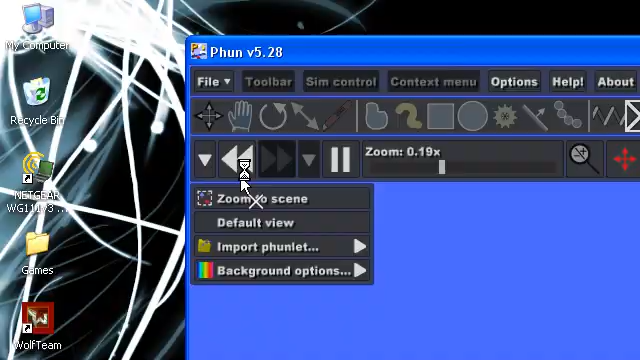 My Computer
Recycle Bin
NETGEAR
WG111v3 ...
Games
WolfTeam
Phun v5.28
File Toolbar Sim control Context menu Options Help! About
Zoom: 0.19x
Zoom to scene
Default view
Import phunlet...
Background options...